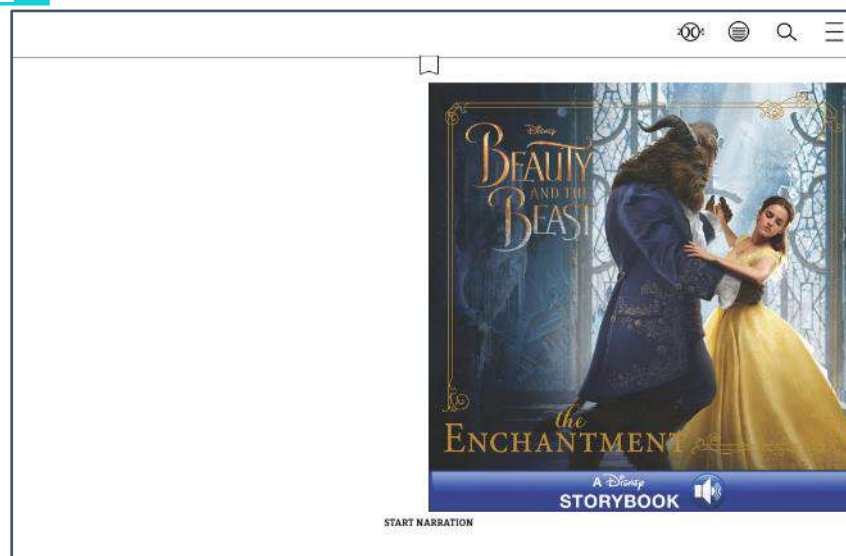 Disney
BEAUTY
AND THE
BEAST
the
ENCHANTMENT
A Disney
STORYBOOK
START NARRATION